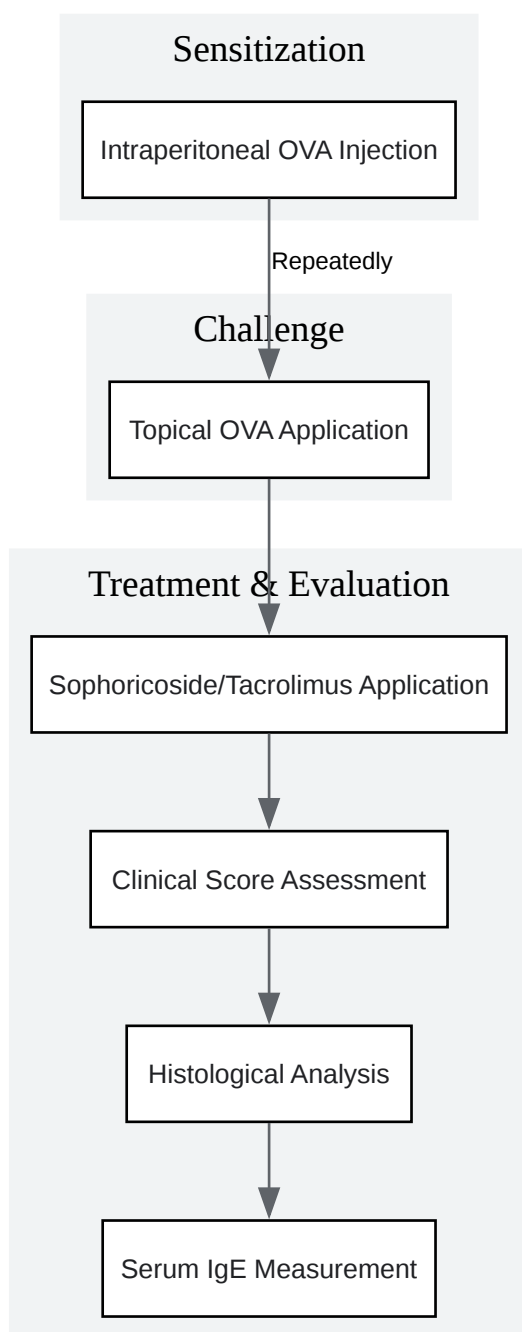 Sensitization
Intraperitoneal OVA Injection
Repeatedly
Challenge
Topical OVA Application
Treatment & Evaluation
Sophoricoside/Tacrolimus Application
Clinical Score Assessment
Histological Analysis
Serum IgE Measurement